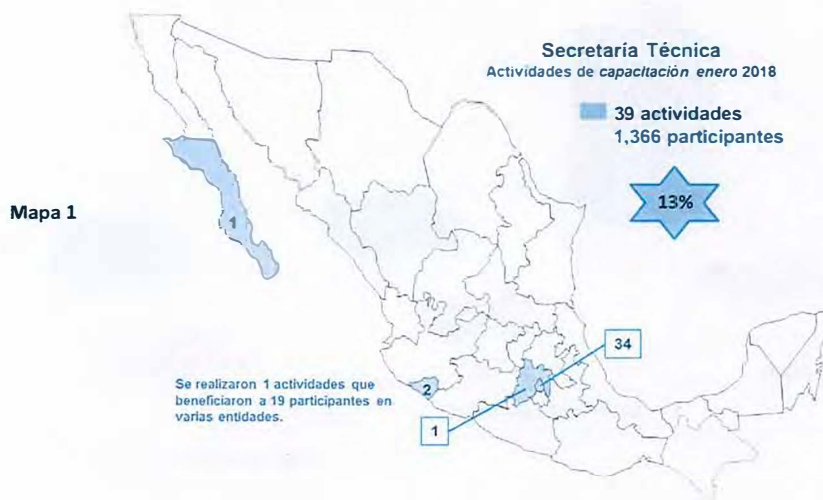 Secretaría Técnica
Actividades de capacitación enero 2018
39 actividades
1,366 participantes
13%
Mapa 1
1
34
2
Se realizaron 1 actividades que
beneficiaron a 19 participantes en
varias entidades.
1